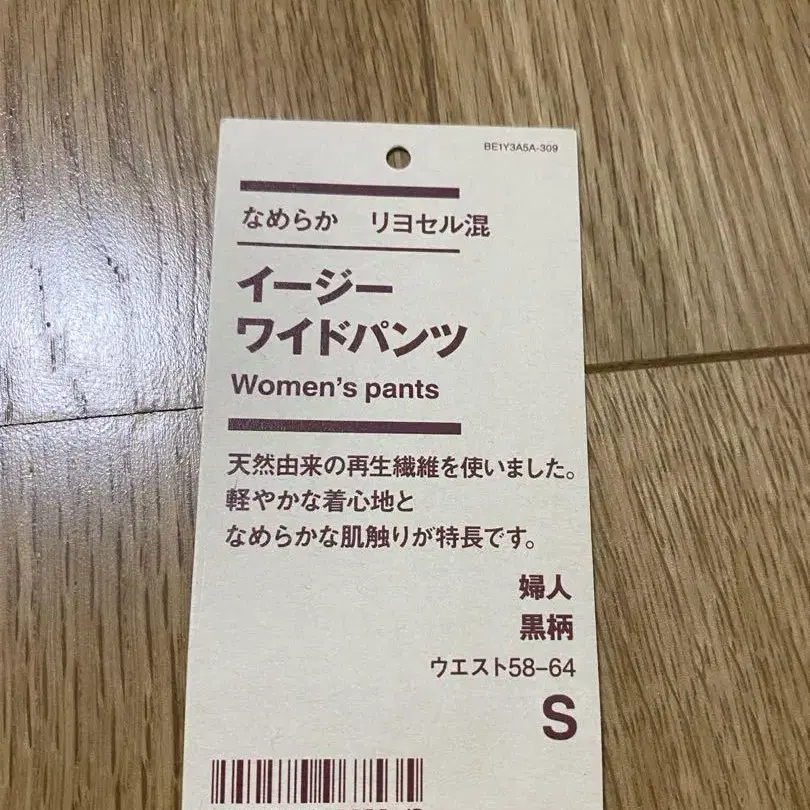 BE1Y3A5A-309
なめらか　リヨセル混
イージー
ワイドパンツ
Women's pants
天然由来の再生繊維を使いました。
軽やかな着心地と
なめらかな肌触りが特長です。
婦人
黒柄
ウエスト58−64
S